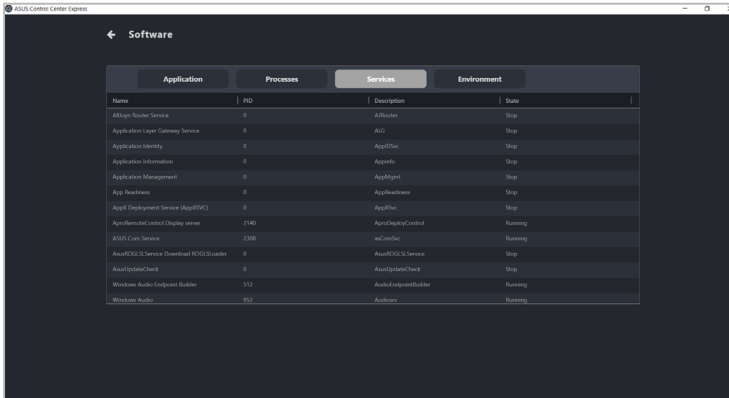 ASUS Control Center Express
Software
Application Processes Services Environment
Name PID Description State
AllJoyn Router Service 0 AJRouter Stop
Application Layer Gateway Service 0 ALG Stop
Application Identity 0 AppIDSvc Stop
Application Information 0 Appinfo Stop
Application Management 0 AppMgmt Stop
App Readiness 0 AppReadiness Stop
AppX Deployment Service (AppXSVC) 0 AppXSvc Stop
AproRemoteControl Display server 2140 AproDeployControl Running
ASUS Com Service 2308 asComSvc Running
AsusROGLSLService Download ROGLSLoader 0 AsusROGLSLService Stop
AsusUpdateCheck 0 AsusUpdateCheck Stop
Windows Audio Endpoint Builder 512 AudioEndpointBuilder Running
Windows Audio 952 Audiosrv Running